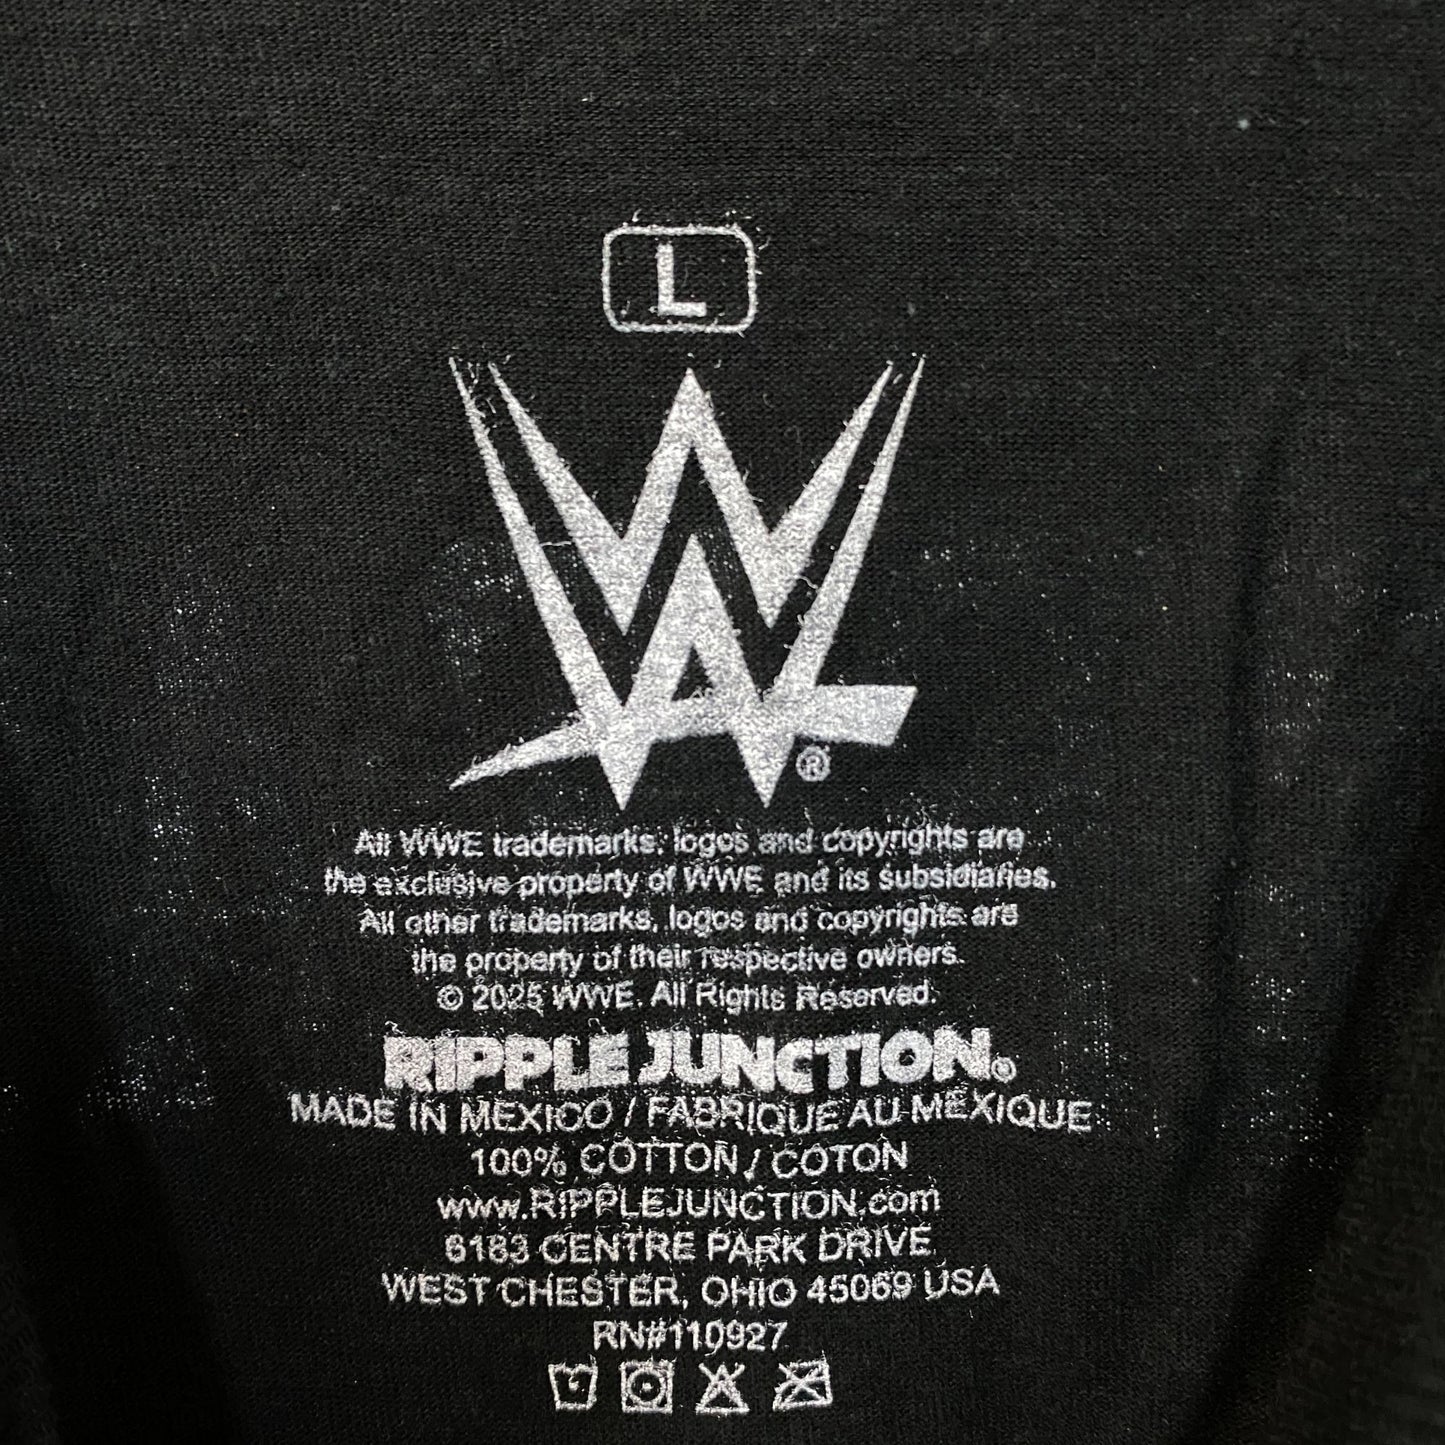 L
W
®
All WWE trademarks, logos and copyrights are
the exclusive property of WWE and its subsidiaries.
All other trademarks, logos and copyrights are
the property of their respective owners.
© 2025 WWE. All Rights Reserved.
RIPPLE JUNCTION®
MADE IN MEXICO / FABRIQUE AU MEXIQUE
100% COTTON / COTON
www.RIPPLEJUNCTION.com
6183 CENTRE PARK DRIVE
WEST CHESTER, OHIO 45069 USA
RN#110927